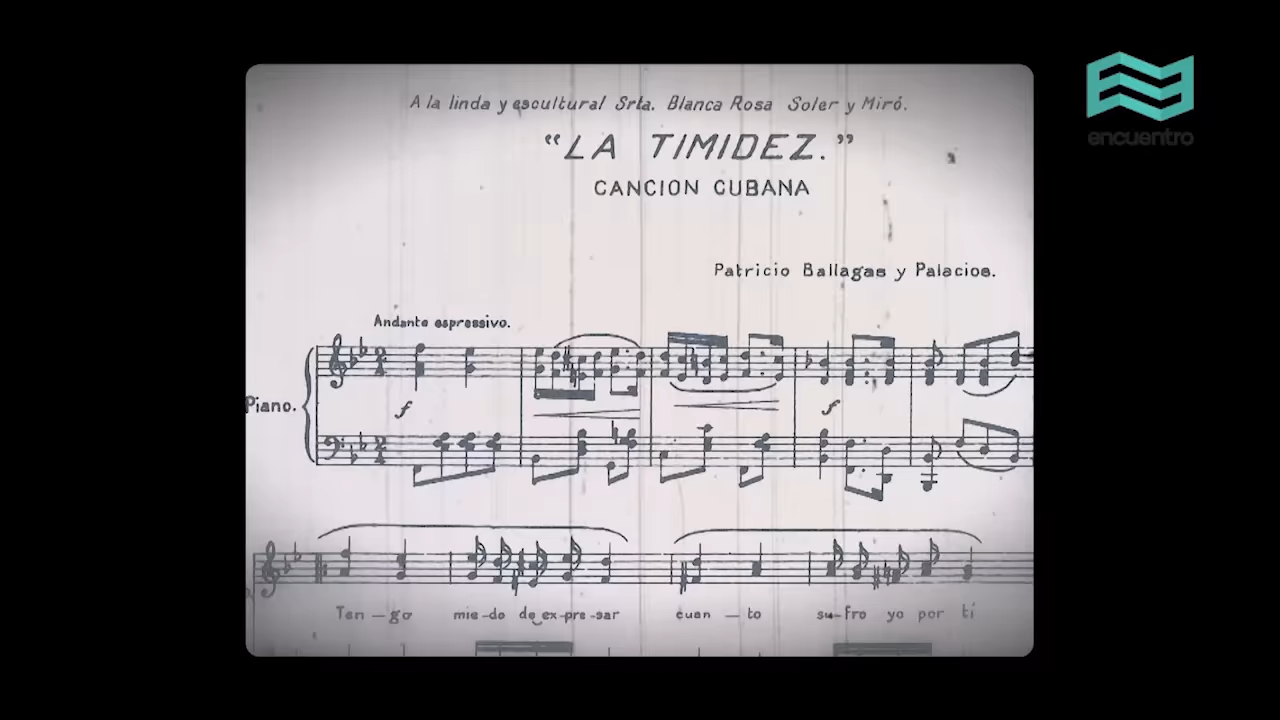 encuentro
A la linda y escultural Srta. Blanca Rosa Soler y Miró.
“LA TIMIDEZ.”
CANCION CUBANA
Patricio Ballagas y Palacios.
Andante espressivo.
Piano.
f f
Ten - go mie - do de ex - pre - sar cuan - to su - fro yo por tí